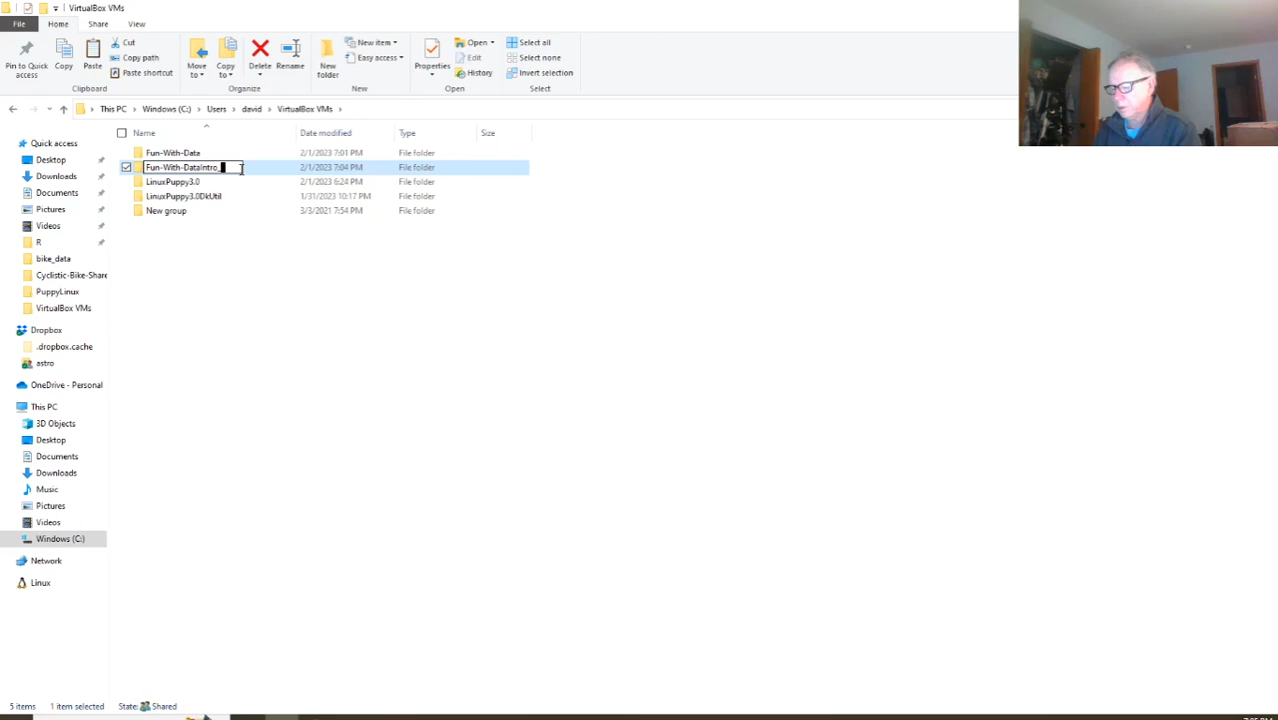 VirtualBox VMs
File Home Share View
Pin to Quick access
Copy
Paste
Cut
Copy path
Paste shortcut
Clipboard
Move to
Copy to
Delete
Rename
Organize
New folder
New item
Easy access
New
Properties
Open
Edit
History
Open
Select all
Select none
Invert selection
Select
This PC > Windows (C:) > Users > david > VirtualBox VMs >
Name Date modified Type Size
Fun-With-Data 2/1/2023 7:01 PM File folder
Fun-With-DataIntro_ 2/1/2023 7:04 PM File folder
LinuxPuppy3.0 2/1/2023 6:24 PM File folder
LinuxPuppy3.0DkUtil 1/31/2023 10:17 PM File folder
New group 3/3/2021 7:54 PM File folder
Quick access
Desktop
Downloads
Documents
Pictures
Videos
R
bike_data
Cyclistic-Bike-Share
PuppyLinux
VirtualBox VMs
Dropbox
.dropbox.cache
astro
OneDrive - Personal
This PC
3D Objects
Desktop
Documents
Downloads
Music
Pictures
Videos
Windows (C:)
Network
Linux
5 items 1 item selected State: Shared